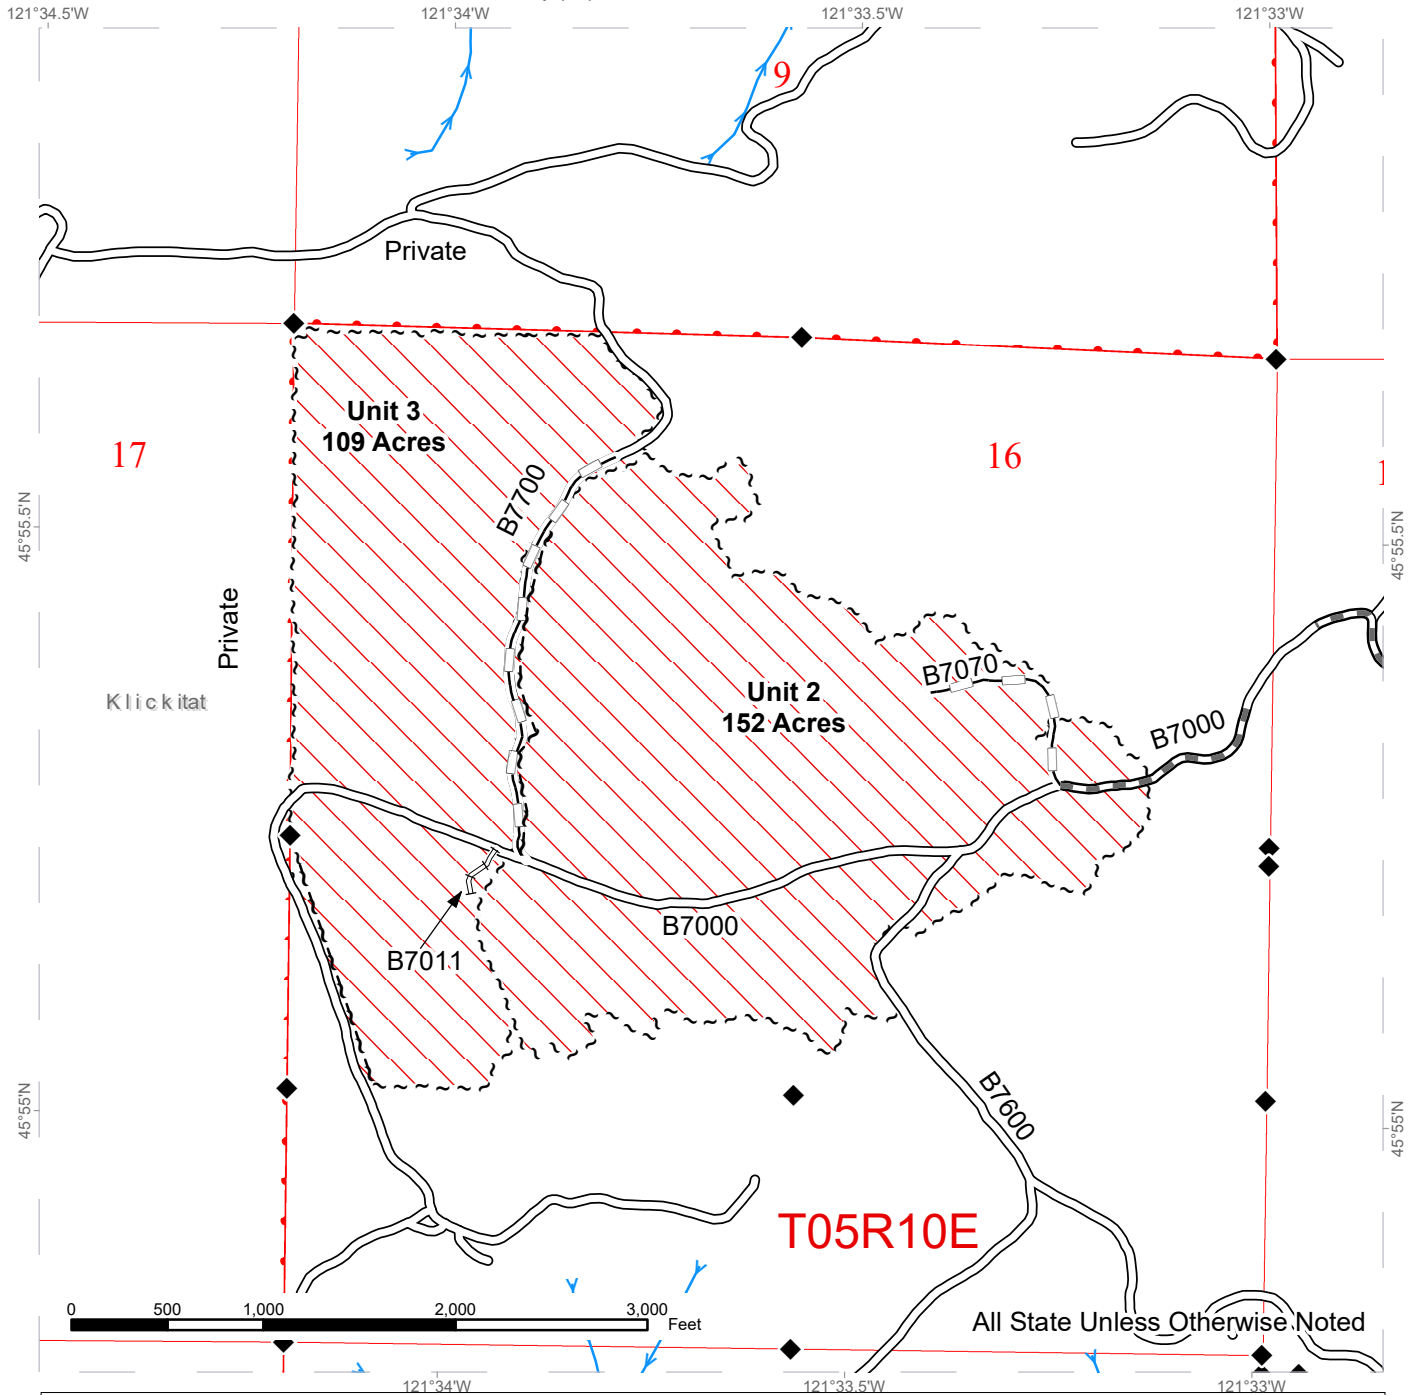 121°34.5'W
121°34'W
121°33.5'W
121°33'W
9
Private
Unit 3
109 Acres
17
16
B7700
45°55.5'N
45°55.5'N
Private
B7070
Klickitat
Unit 2
152 Acres
B7000
B7000
B7011
B7600
45°55'N
45°55'N
T05R10E
0 500 1,000 2,000 3,000
Feet
All State Unless Otherwise Noted
121°34'W
121°33.5'W
121°33'W